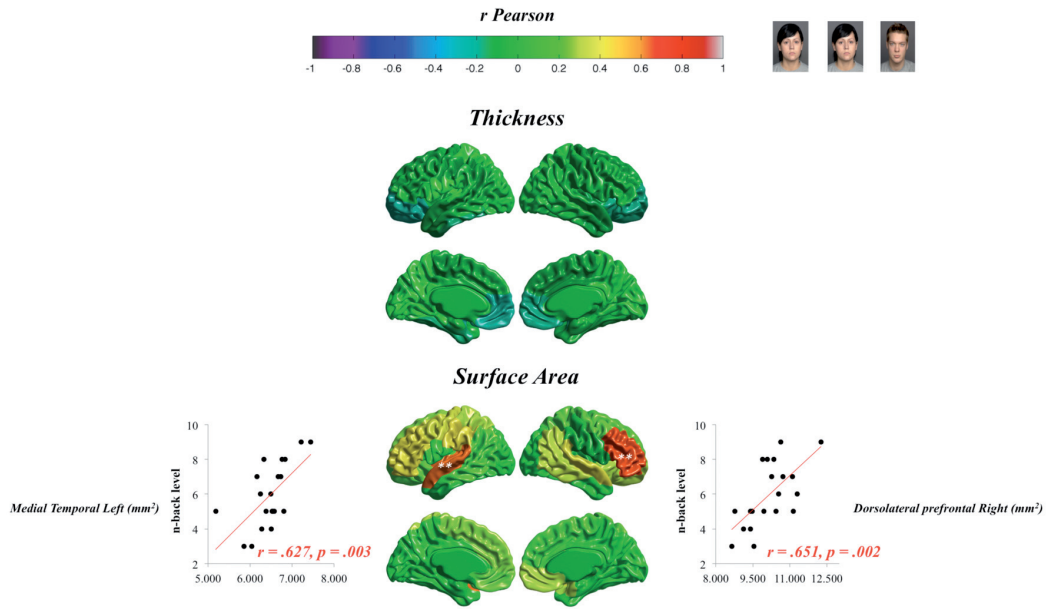 r Pearson
-1 -0.8 -0.6 -0.4 -0.2 0 0.2 0.4 0.6 0.8 1
Thickness
Surface Area
** **
Medial Temporal Left (mm²)
n-back level
10
8
6
4
2
5.000 6.000 7.000 8.000
r = .627, p = .003
n-back level
10
8
6
4
2
8.000 9.500 11.000 12.500
r = .651, p = .002
Dorsolateral prefrontal Right (mm²)